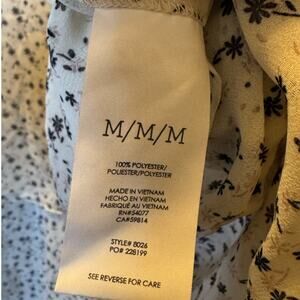 M/M/M
100% POLYESTER/
POLIESTER/POLYESTER
MADE IN VIETNAM
HECHO EN VIETNAM
FABRIQUÉ AU VIETNAM
RN#54077
CA#59814
STYLE# 8026
PO# 228199
SEE REVERSE FOR CARE